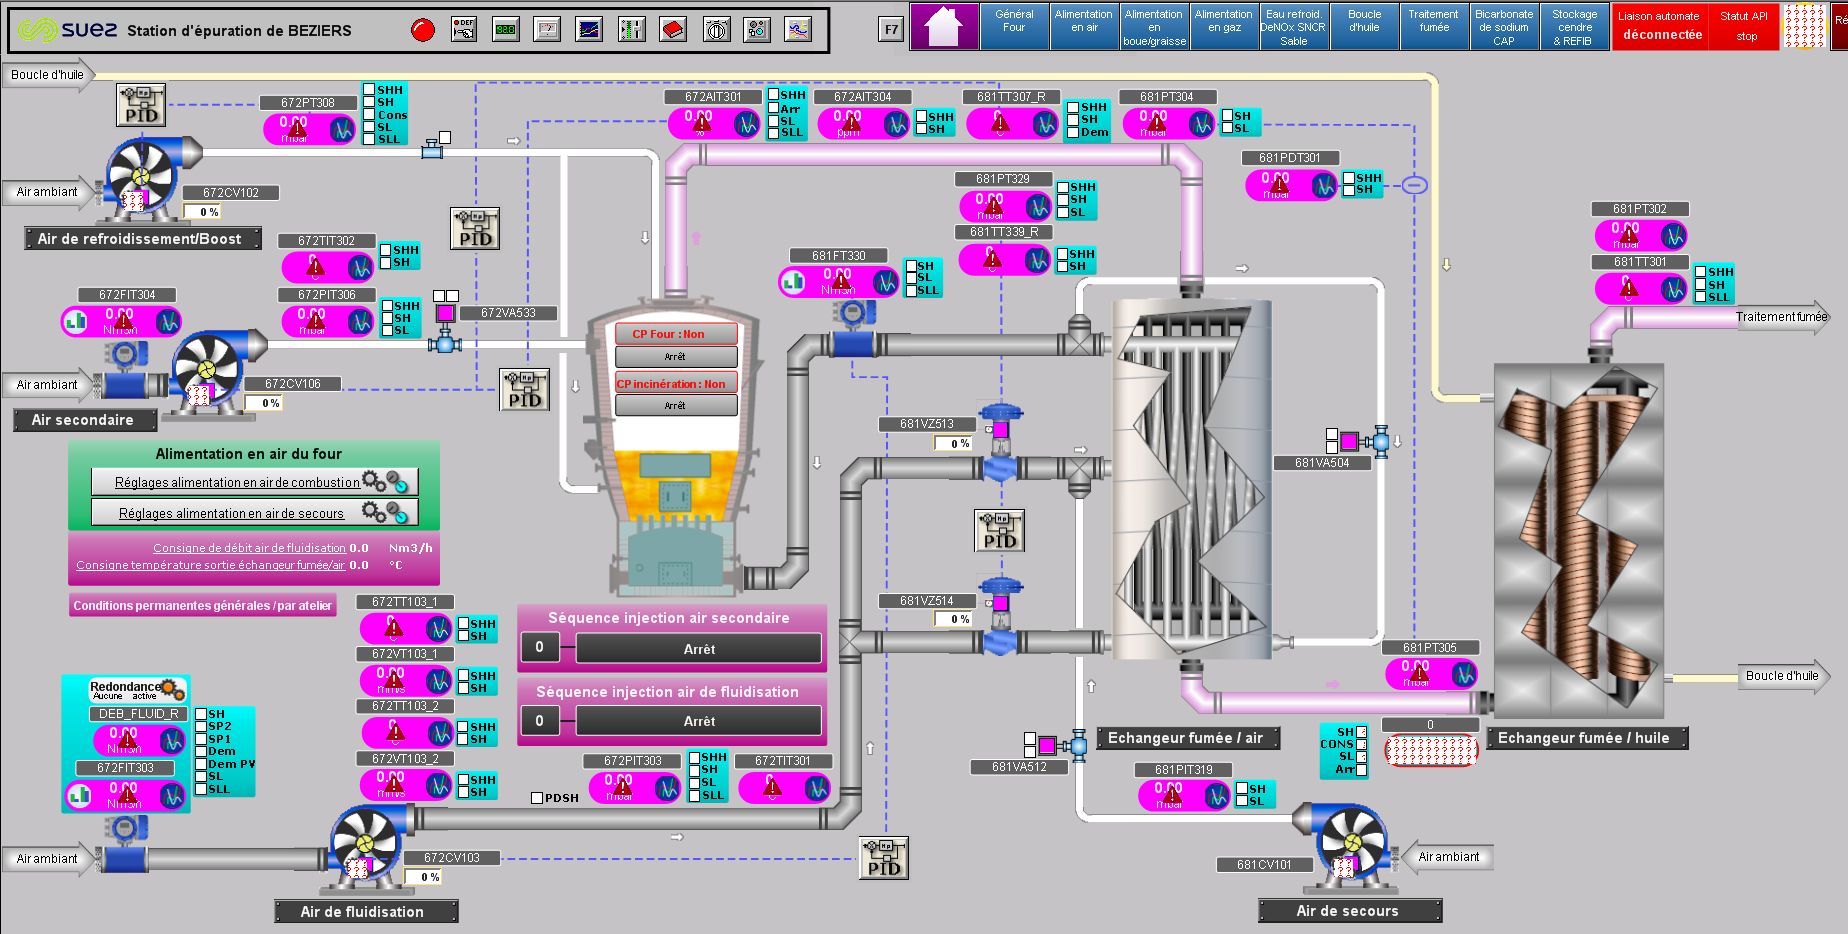 suez Station d'épuration de BEZIERS
DEF
F7
Général Four
Alimentation en air
Alimentation en boue/graisse
Alimentation en gaz
Eau refroid. DeNOx SNCR Sable
Boucle d'huile
Traitement fumée
Bicarbonate de sodium CAP
Stockage cendre & REFIB
Liaison automate déconnectée
Statut API stop
Boucle d'huile
PID
672PT308
0.00
mbar
SHH
SH
Cons
SL
SLL
672AIT301
0.00
%
SHH
Arr
SL
SLL
672AIT304
0.00
ppm
SHH
SH
681TT307_R
0.00
C
SHH
SH
Dem
681PT304
0.00
mbar
SH
SL
681PDT301
0.00
mbar
SHH
SH
Air ambiant
672CV102
0 %
Air de refroidissement/Boost
PID
681PT329
0.00
mbar
SHH
SH
SL
681TT339_R
0.00
C
SHH
SH
681PT302
0.00
mbar
681TT301
0.00
C
SHH
SH
SLL
Traitement fumée
672TIT302
0.00
C
SHH
SH
672PIT306
0.00
mbar
SHH
SH
SL
672FIT304
0.00
Nm3/h
672VA533
681FT330
0.00
Nm3/h
SH
SL
SLL
Air ambiant
672CV106
0 %
Air secondaire
PID
CP Four : Non
Arrêt
CP incinération : Non
Arrêt
681VZ513
0 %
681VA504
Alimentation en air du four
Réglages alimentation en air de combustion
Réglages alimentation en air de secours
Consigne de débit air de fluidisation 0.0 Nm3/h
Consigne température sortie échangeur fumée/air 0.0 °C
Conditions permanentes générales / par atelier
PID
681VZ514
0 %
672TT103_1
0.00
C
SHH
SH
672VT103_1
0.00
mm/s
SHH
SH
672TT103_2
0.00
C
SHH
SH
672VT103_2
0.00
mm/s
SHH
SH
Séquence injection air secondaire
0 Arrêt
Séquence injection air de fluidisation
0 Arrêt
681PT305
0.00
mbar
Boucle d'huile
Redondance
Aucune active
DEB_FLUID_R
0.00
Nm3/h
672FIT303
0.00
Nm3/h
SH
SP2
SP1
Dem
Dem PV
SL
SLL
PDSH
672PIT303
0.00
mbar
SHH
SH
SL
SLL
672TIT301
0.00
C
681VA512
Echangeur fumée / air
0
SH
CONS
SL
Arr
Echangeur fumée / huile
681PIT319
0.00
mbar
SH
SL
Air ambiant
672CV103
0 %
Air de fluidisation
PID
681CV101
Air ambiant
Air de secours